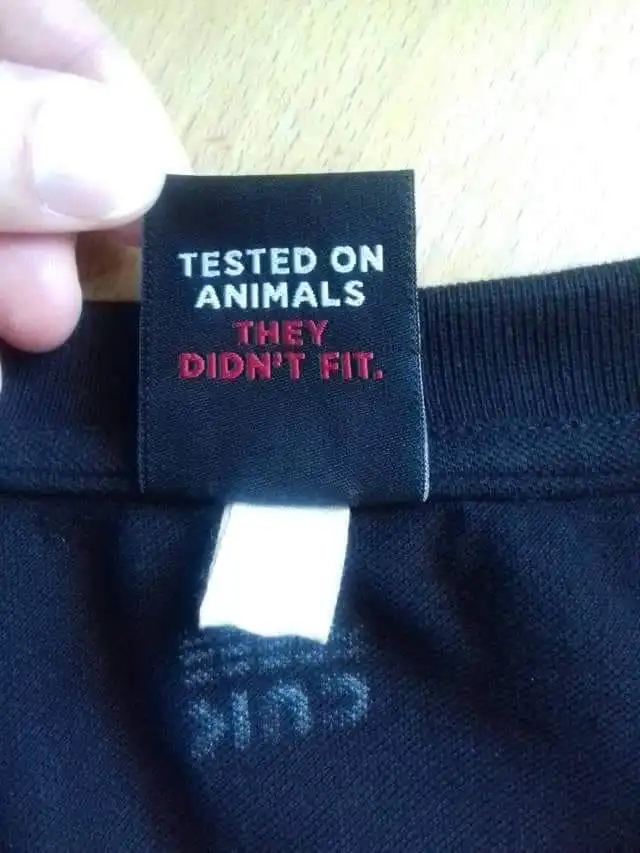 TESTED ON
ANIMALS
THEY
DIDN'T FIT.